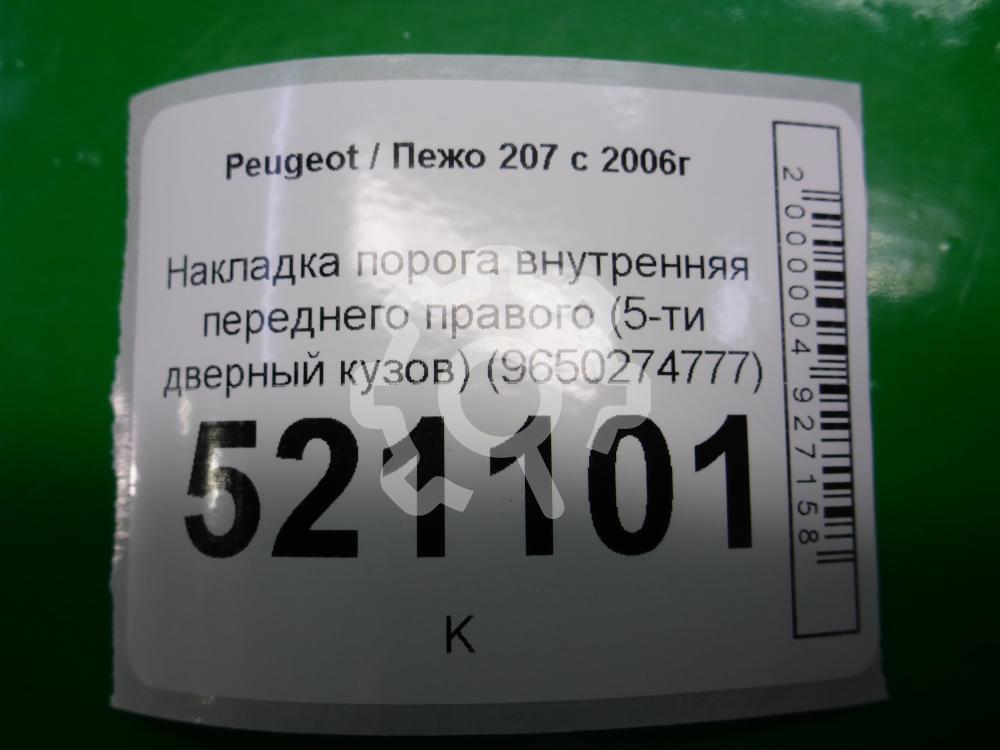 Peugeot / Пежо 207 с 2006г
Накладка порога внутренняя
переднего правого (5-ти
дверный кузов) (9650274777)
521101
К
2000004927158